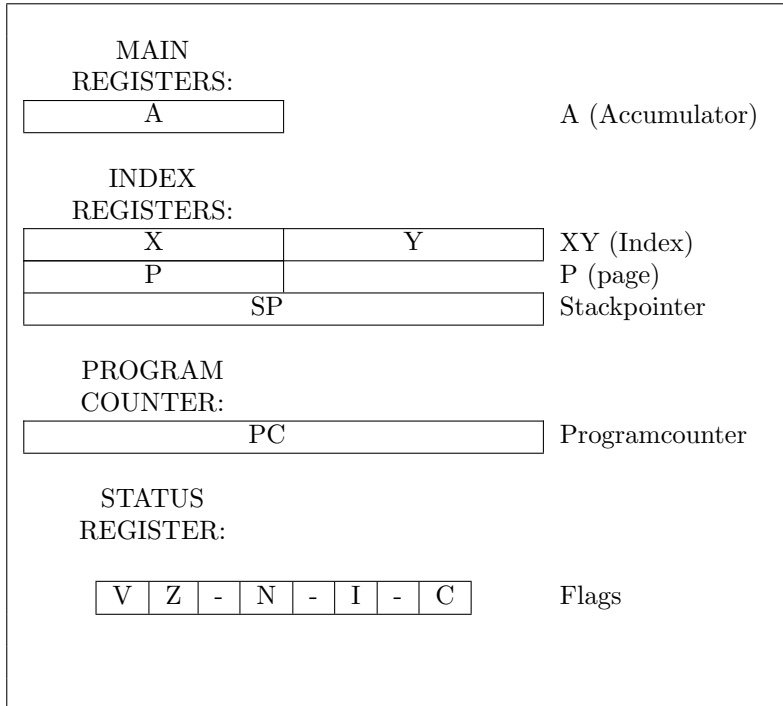 MAIN
REGISTERS:
A A (Accumulator)
INDEX
REGISTERS:
X Y XY (Index)
P P (page)
SP Stackpointer
PROGRAM
COUNTER:
PC Programcounter
STATUS
REGISTER:
V Z - N - I - C Flags